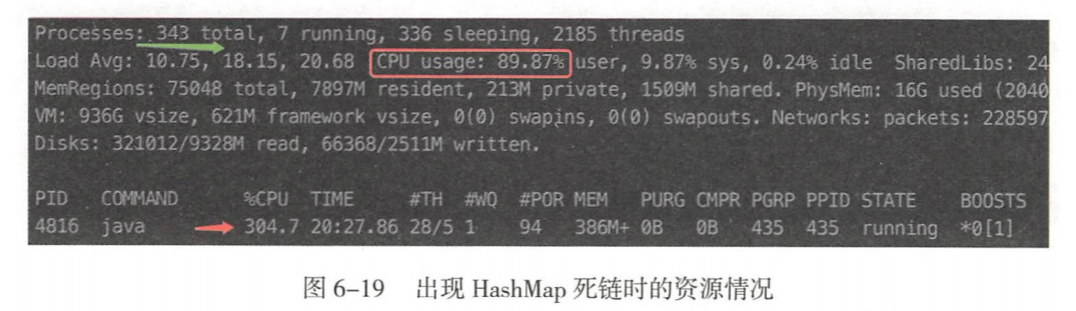 Processes: 343 total, 7 running, 336 sleeping, 2185 threads
Load Avg: 10.75, 18.15, 20.68  CPU usage: 89.87% user, 9.87% sys, 0.24% idle  SharedLibs: 24
MemRegions: 75048 total, 7897M resident, 213M private, 1509M shared. PhysMem: 16G used (2040
VM: 936G vsize, 621M framework vsize, 0(0) swapins, 0(0) swapouts. Networks: packets: 228597
Disks: 321012/9328M read, 66368/2511M written.
PID COMMAND %CPU TIME #TH #WQ #POR MEM PURG CMPR PGRP PPID STATE BOOSTS
4816 java 304.7 20:27.86 28/5 1 94 386M+ 0B 0B 435 435 running *0[1]
图 6-19 出现 HashMap 死链时的资源情况